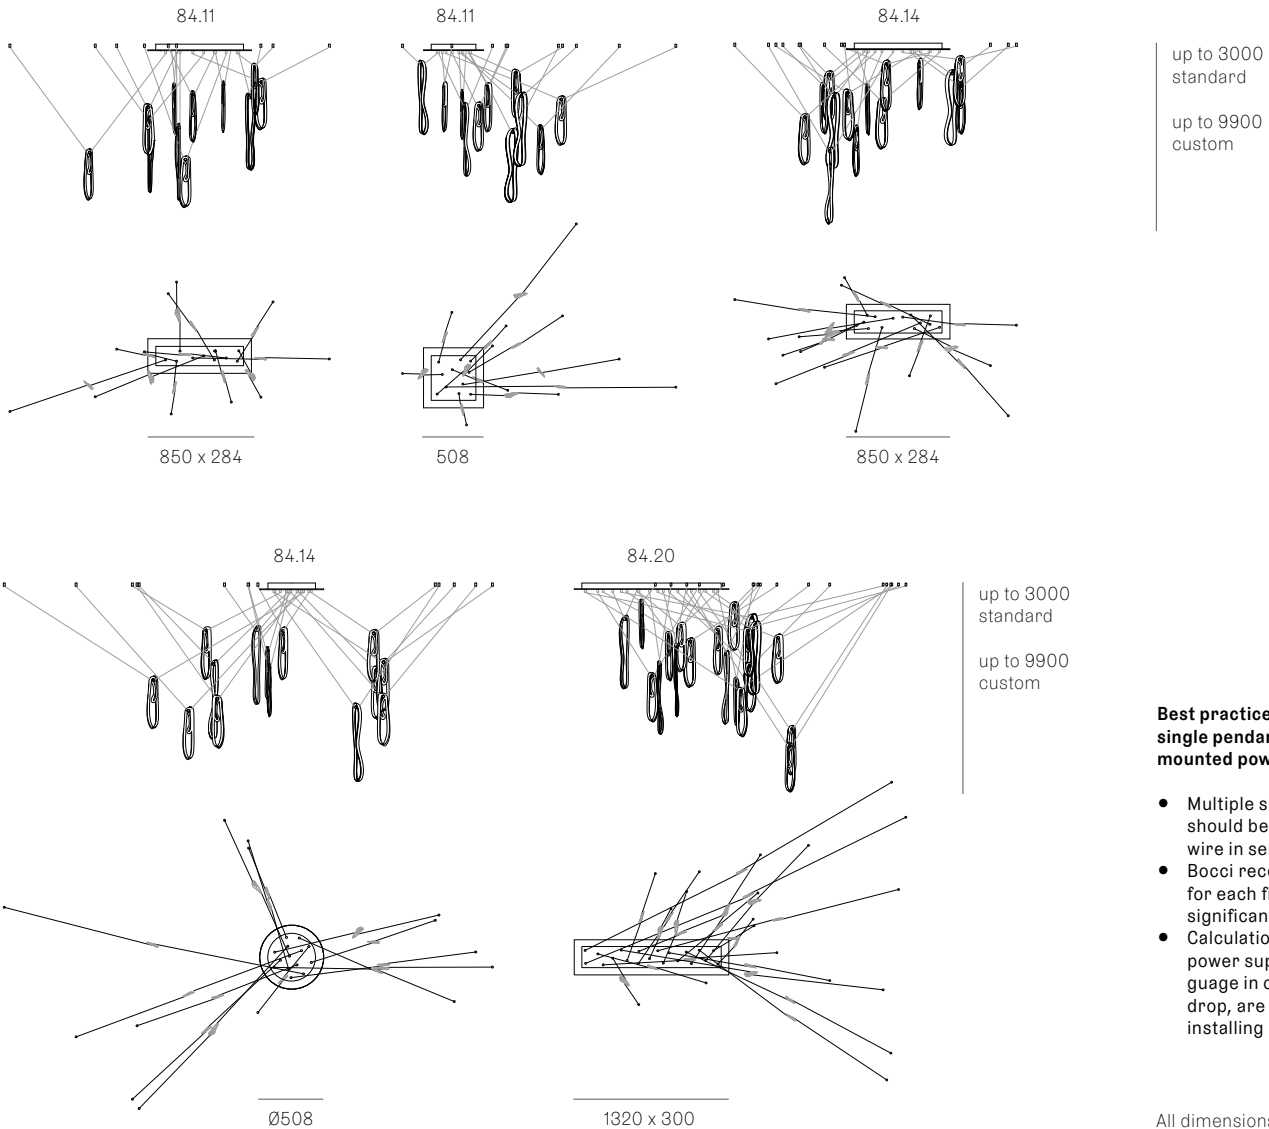 84.11
84.11
84.14
up to 3000
standard
up to 9900
custom
850 x 284
508
850 x 284
84.14
84.20
up to 3000
standard
up to 9900
custom
Ø508
1320 x 300
Best practice
single pendan
mounted pow
● Multiple s
should be
wire in se
● Bocci reco
for each fi
significan
● Calculatio
power sup
guage in c
drop, are
installing
All dimensions